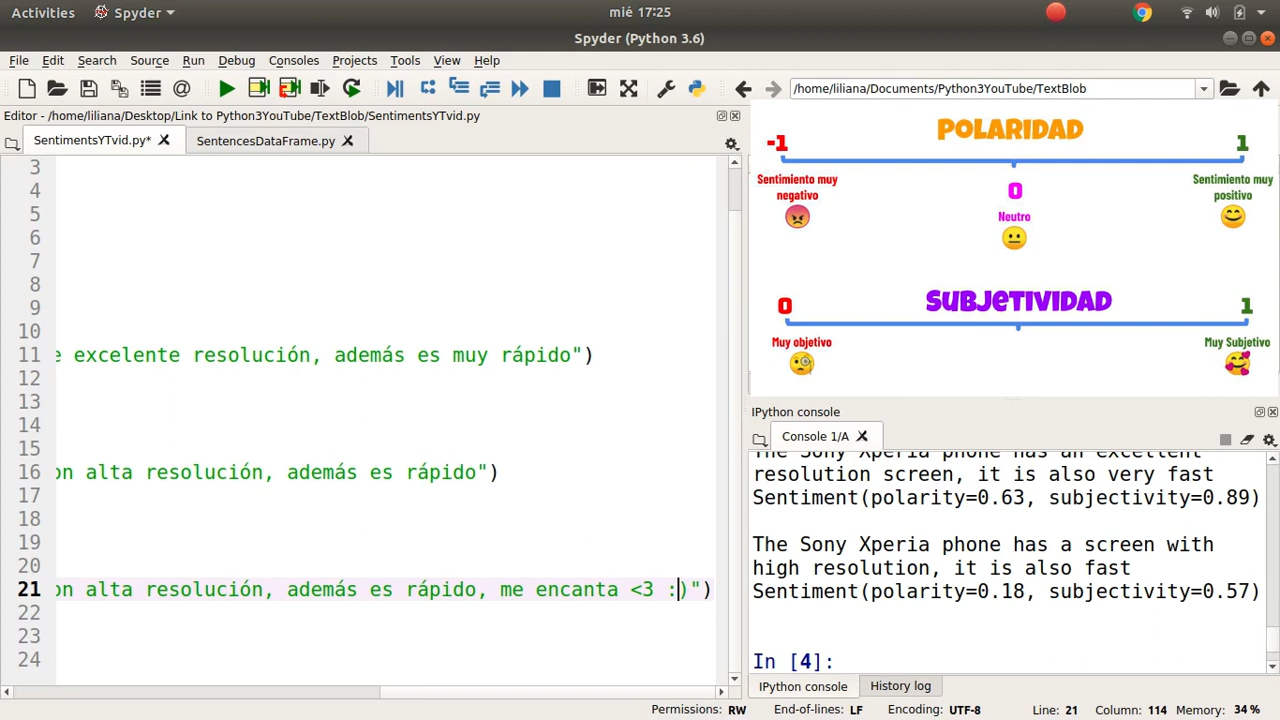 Activities Spyder mié 17:25
Spyder (Python 3.6)
File Edit Search Source Run Debug Consoles Projects Tools View Help
/home/liliana/Documents/Python3YouTube/TextBlob
Editor - /home/liliana/Desktop/Link to Python3YouTube/TextBlob/SentimentsYTvid.py
SentimentsYTvid.py* SentencesDataFrame.py
3
4
5
6
7
8
9
10
11 e excelente resolución, además es muy rápido")
12
13
14
15
16 on alta resolución, además es rápido")
17
18
19
20
21 on alta resolución, además es rápido, me encanta <3 :)")
22
23
24
POLARIDAD
-1 1
Sentimiento muy negativo
0
Neutro
Sentimiento muy positivo
SUBJETIVIDAD
0 1
Muy objetivo Muy Subjetivo
IPython console
Console 1/A
The Sony Xperia phone has an excellent
resolution screen, it is also very fast
Sentiment(polarity=0.63, subjectivity=0.89)
The Sony Xperia phone has a screen with
high resolution, it is also fast
Sentiment(polarity=0.18, subjectivity=0.57)
In [4]:
IPython console History log
Permissions: RW End-of-lines: LF Encoding: UTF-8 Line: 21 Column: 114 Memory: 34 %